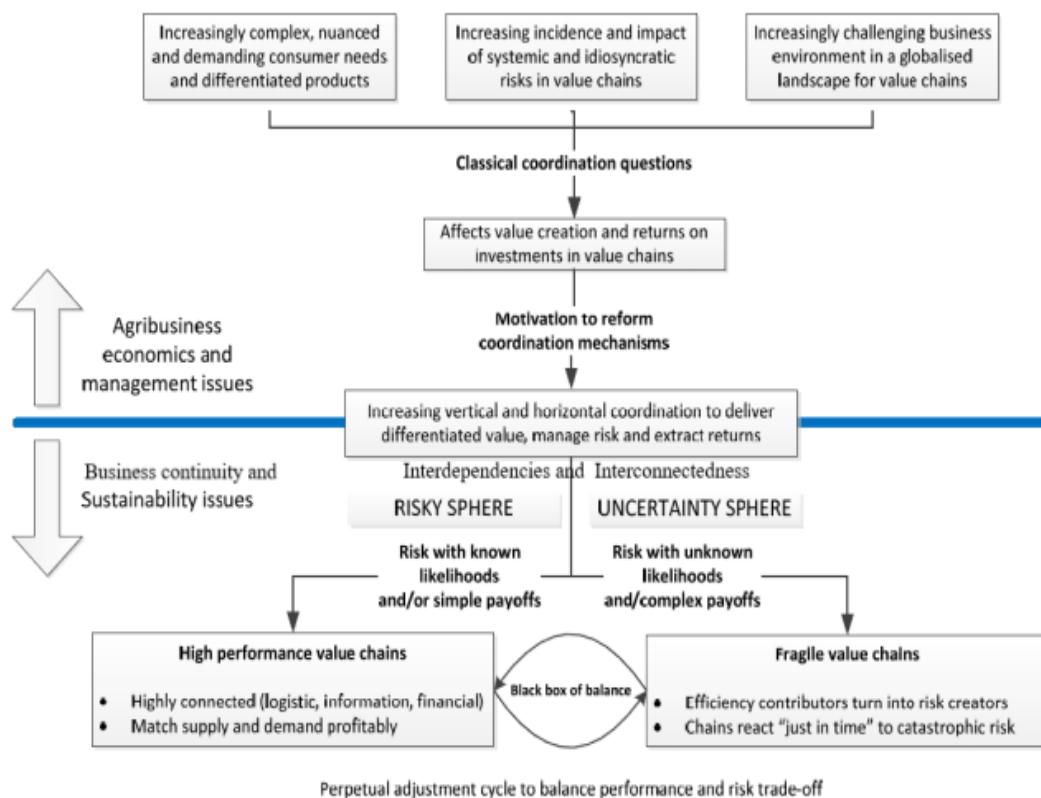 Increasingly complex, nuanced
and demanding consumer needs
and differentiated products
Increasing incidence and impact
of systemic and idiosyncratic
risks in value chains
Increasingly challenging business
environment in a globalised
landscape for value chains
Classical coordination questions
Affects value creation and returns on
investments in value chains
Motivation to reform
coordination mechanisms
Agribusiness
economics and
management issues
Increasing vertical and horizontal coordination to deliver
differentiated value, manage risk and extract returns
Business continuity and
Sustainability issues
Interdependencies and Interconnectedness
RISKY SPHERE
UNCERTAINTY SPHERE
Risk with known
likelihoods
and/or simple payoffs
Risk with unknown
likelihoods
and/complex payoffs
High performance value chains
• Highly connected (logistic, information, financial)
• Match supply and demand profitably
Black box of balance
Fragile value chains
• Efficiency contributors turn into risk creators
• Chains react "just in time" to catastrophic risk
Perpetual adjustment cycle to balance performance and risk trade-off